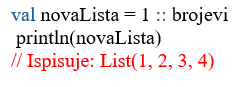 val novaLista = 1 :: brojevi
println(novaLista)
// Ispisuje: List(1, 2, 3, 4)